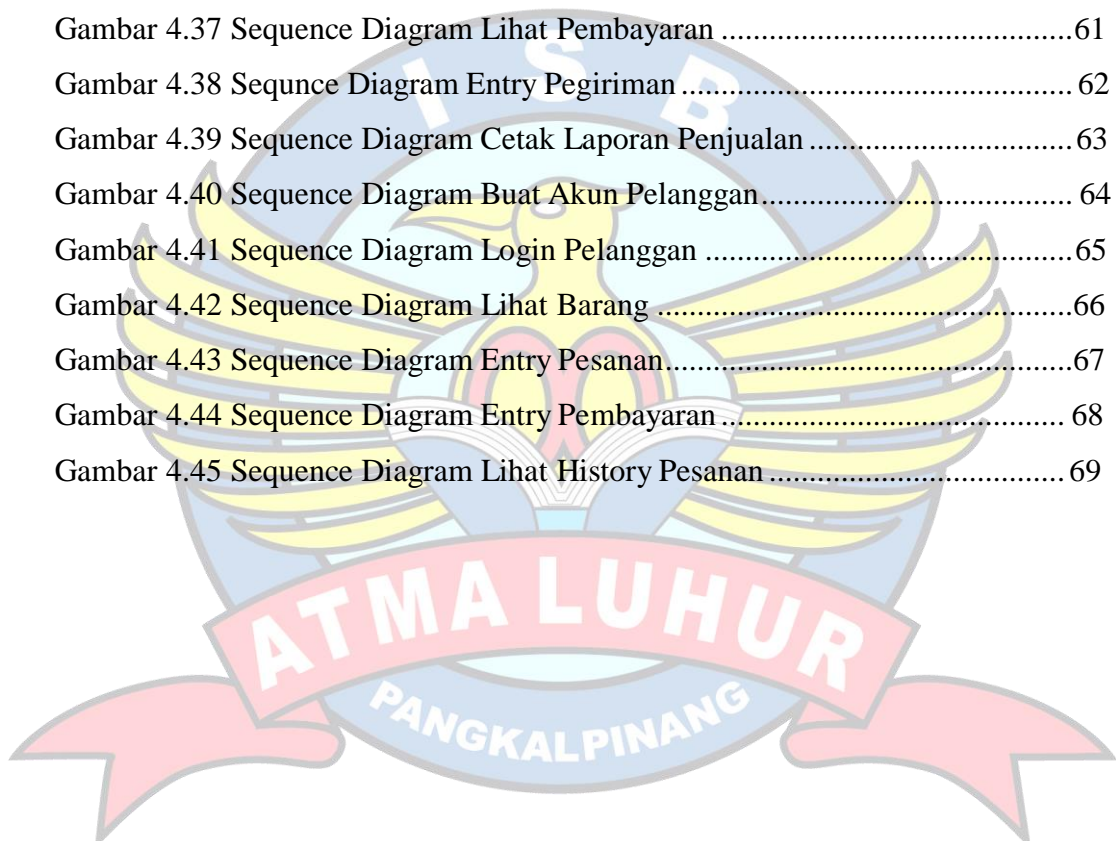 Gambar 4.37 Sequence Diagram Lihat Pembayaran ............................................61
Gambar 4.38 Sequnce Diagram Entry Pegiriman ................................................. 62
Gambar 4.39 Sequence Diagram Cetak Laporan Penjualan ................................. 63
Gambar 4.40 Sequence Diagram Buat Akun Pelanggan....................................... 64
Gambar 4.41 Sequence Diagram Login Pelanggan ..............................................65
Gambar 4.42 Sequence Diagram Lihat Barang ....................................................66
Gambar 4.43 Sequence Diagram Entry Pesanan...................................................67
Gambar 4.44 Sequence Diagram Entry Pembayaran ........................................... 68
Gambar 4.45 Sequence Diagram Lihat History Pesanan ..................................... 69
I S B
ATMA LUHUR
PANGKALPINANG